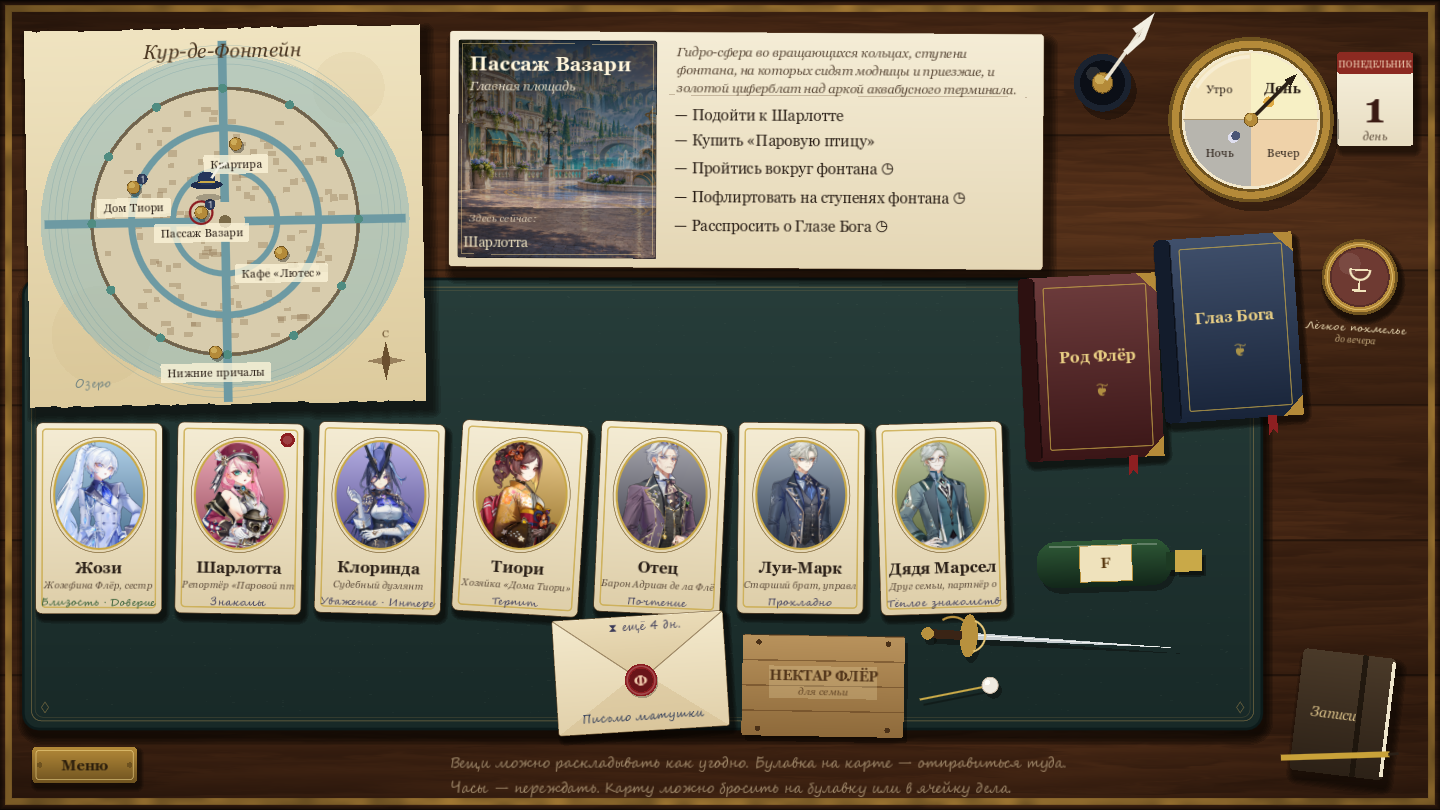 Кур-де-Фонтейн
Квартира
Дом Тиори
1
1
Пассаж Вазари
Кафе «Лютес»
Нижние причалы
Озеро
С
Пассаж Вазари
Главная площадь
Здесь сейчас:
Шарлотта
Гидро-сфера во вращающихся кольцах, ступени
фонтана, на которых сидят модницы и приезжие, и
золотой циферблат над аркой аквабусного терминала.
— Подойти к Шарлотте
— Купить «Паровую птицу»
— Пройтись вокруг фонтана
— Пофлиртовать на ступенях фонтана
— Расспросить о Глазе Бога
Утро
День
Ночь
Вечер
ПОНЕДЕЛЬНИК
1
день
Род Флёр
Глаз Бога
Лёгкое похмелье
до вечера
Жози
Жозефина Флёр, сестр
Близость · Доверие
Шарлотта
Репортёр «Паровой пт
Знакомы
Клоринда
Судебный дуэлянт
Уважение · Интере
Тиори
Хозяйка «Дома Тиори»
Терпит
Отец
Барон Адриан де ла Флё
Почтение
Луи-Марк
Старший брат, управл
Прохладно
Дядя Марсел
Друг семьи, партнёр о
Тёплое знакомств
F
ещё 4 дн.
Ф
Письмо матушки
НЕКТАР ФЛЁР
для семьи
Записи
Меню
Вещи можно раскладывать как угодно. Булавка на карте — отправиться туда.
Часы — переждать. Карту можно бросить на булавку или в ячейку дела.